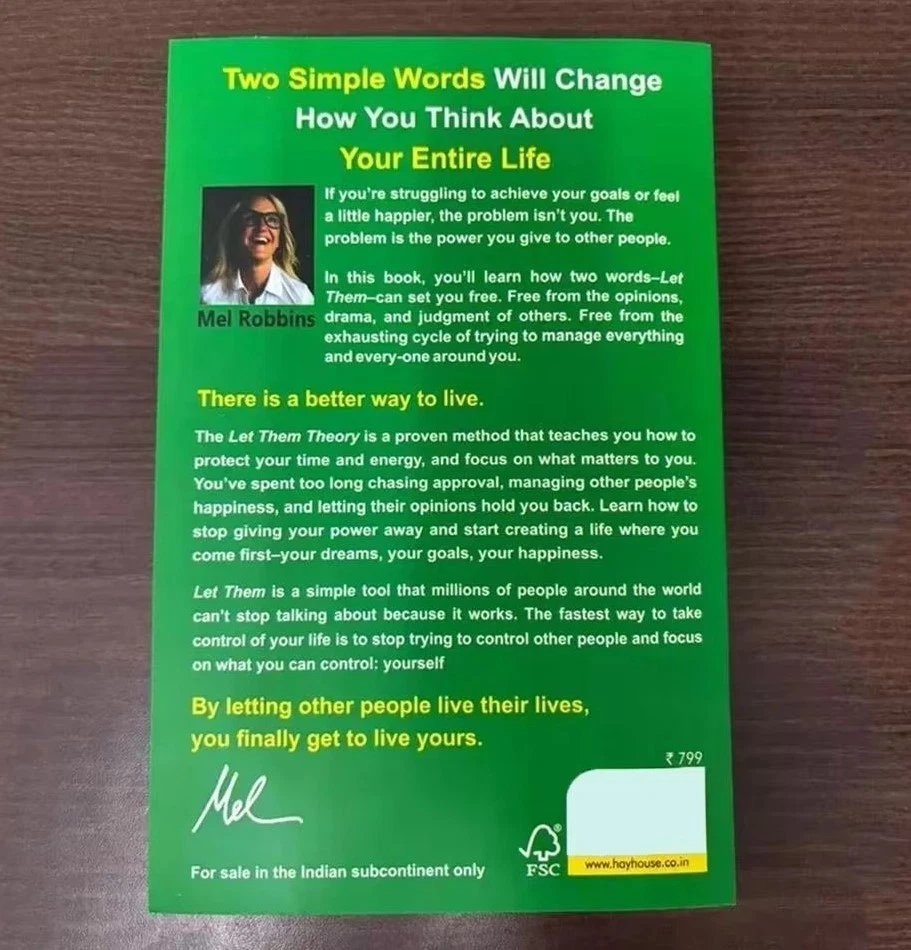 Two Simple Words Will Change
How You Think About
Your Entire Life
If you're struggling to achieve your goals or feel
a little happier, the problem isn't you. The
problem is the power you give to other people.
In this book, you'll learn how two words–Let
Them–can set you free. Free from the opinions,
drama, and judgment of others. Free from the
exhausting cycle of trying to manage everything
and every-one around you.
Mel Robbins
There is a better way to live.
The Let Them Theory is a proven method that teaches you how to
protect your time and energy, and focus on what matters to you.
You've spent too long chasing approval, managing other people's
happiness, and letting their opinions hold you back. Learn how to
stop giving your power away and start creating a life where you
come first–your dreams, your goals, your happiness.
Let Them is a simple tool that millions of people around the world
can't stop talking about because it works. The fastest way to take
control of your life is to stop trying to control other people and focus
on what you can control: yourself
By letting other people live their lives,
you finally get to live yours.
Mel
₹ 799
www.hayhouse.co.in
®
FSC
For sale in the Indian subcontinent only